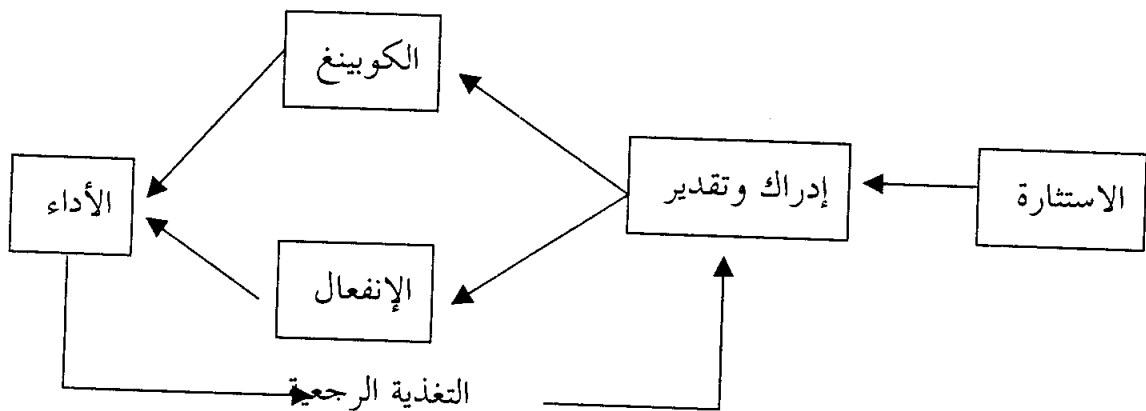 الكوبينغ
الاستثارة
إدراك وتقدير
الأداء
الإنفعال
التغذية الرجعية